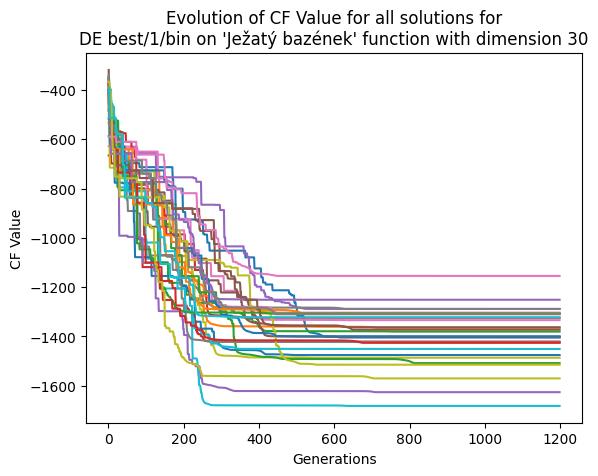 Evolution of CF Value for all solutions for
DE best/1/bin on 'Ježatý bazének' function with dimension 30
CF Value
−400
−600
−800
−1000
−1200
−1400
−1600
0 200 400 600 800 1000 1200
Generations